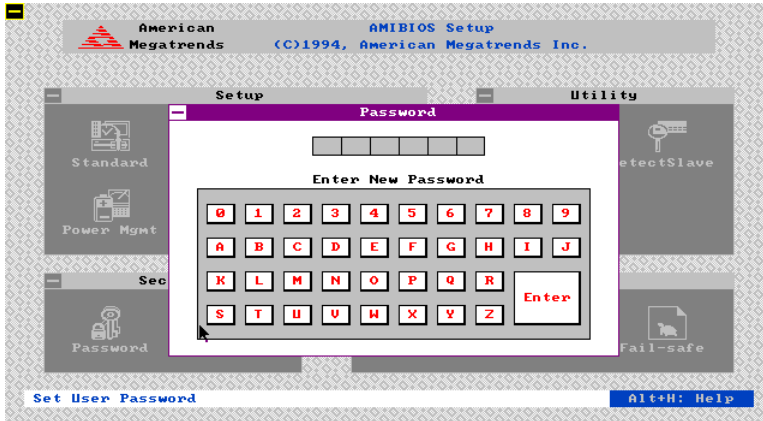 American
Megatrends
AMIBIOS Setup
(C)1994, American Megatrends Inc.
Setup
Utility
Password
Standard
etectSlave
Enter New Password
Power Mgmt
0 1 2 3 4 5 6 7 8 9
A B C D E F G H I J
K L M N O P Q R
Enter
S T U V W X Y Z
Sec
Password
Fail-safe
Set User Password
Alt+H: Help